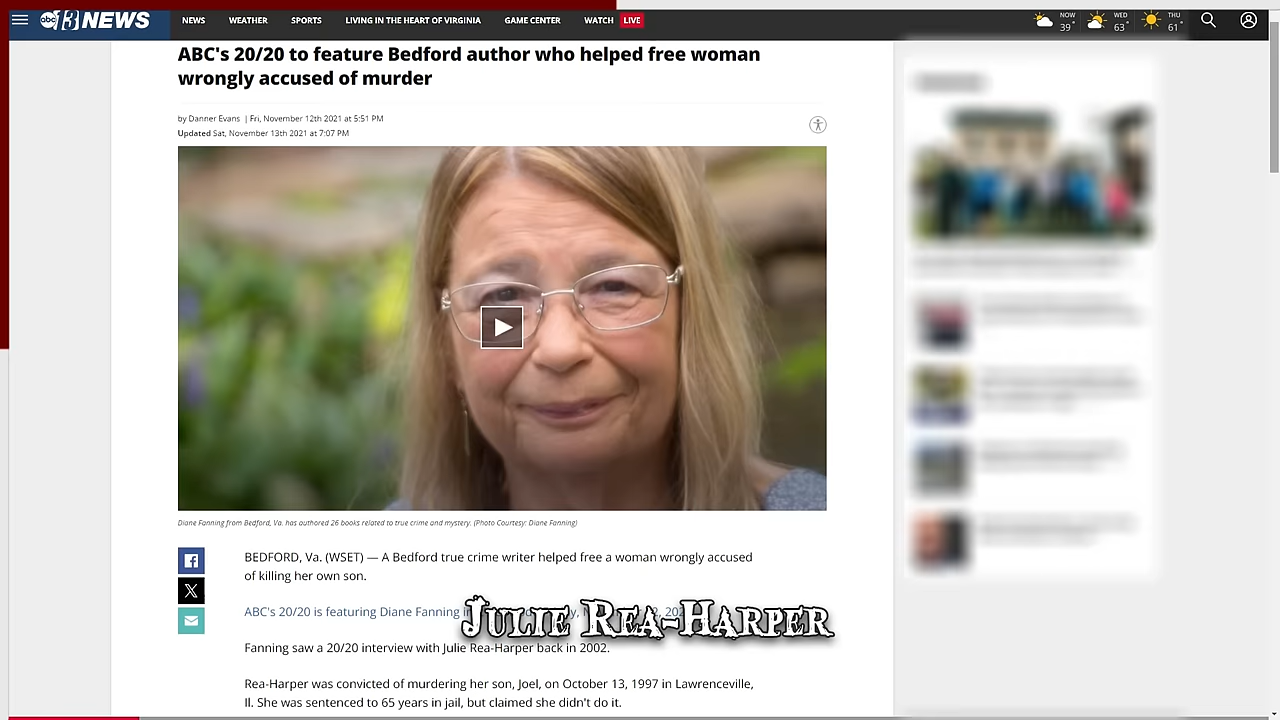 abc 13 NEWS
NEWS WEATHER SPORTS LIVING IN THE HEART OF VIRGINIA GAME CENTER WATCH LIVE
NOW 39° WED 63° THU 61°
ABC's 20/20 to feature Bedford author who helped free woman
wrongly accused of murder
by Danner Evans | Fri, November 12th 2021 at 5:51 PM
Updated Sat, November 13th 2021 at 7:07 PM
Diane Fanning from Bedford, Va. has authored 26 books related to true crime and mystery. (Photo Courtesy: Diane Fanning)
BEDFORD, Va. (WSET) — A Bedford true crime writer helped free a woman wrongly accused
of killing her own son.
ABC's 20/20 is featuring Diane Fanning
Julie Rea-Harper
Fanning saw a 20/20 interview with Julie Rea-Harper back in 2002.
Rea-Harper was convicted of murdering her son, Joel, on October 13, 1997 in Lawrenceville,
Il. She was sentenced to 65 years in jail, but claimed she didn't do it.